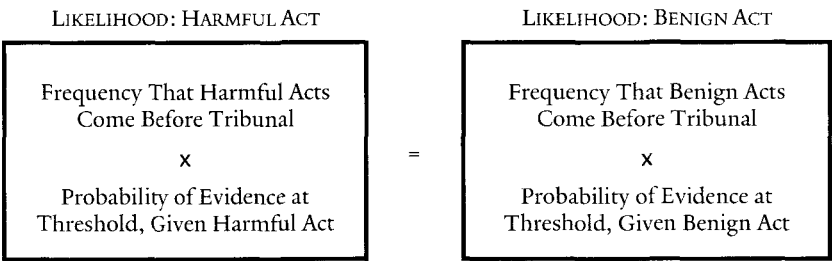 LIKELIHOOD: HARMFUL ACT
Frequency That Harmful Acts
Come Before Tribunal
x
Probability of Evidence at
Threshold, Given Harmful Act
=
LIKELIHOOD: BENIGN ACT
Frequency That Benign Acts
Come Before Tribunal
x
Probability of Evidence at
Threshold, Given Benign Act